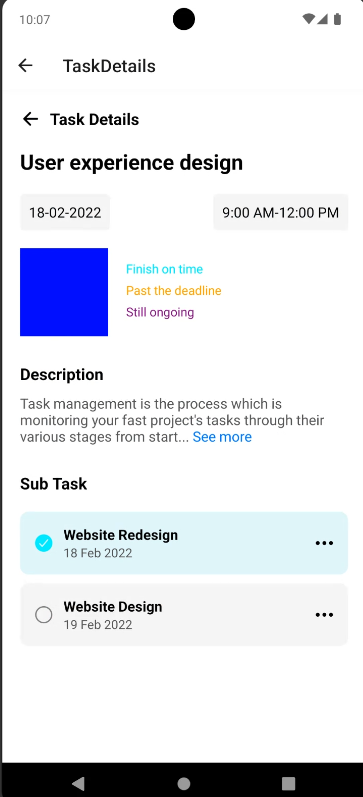 10:07
TaskDetails
Task Details
User experience design
18-02-2022
9:00 AM-12:00 PM
Finish on time
Past the deadline
Still ongoing
Description
Task management is the process which is
monitoring your fast project's tasks through their
various stages from start... See more
Sub Task
Website Redesign
18 Feb 2022
Website Design
19 Feb 2022